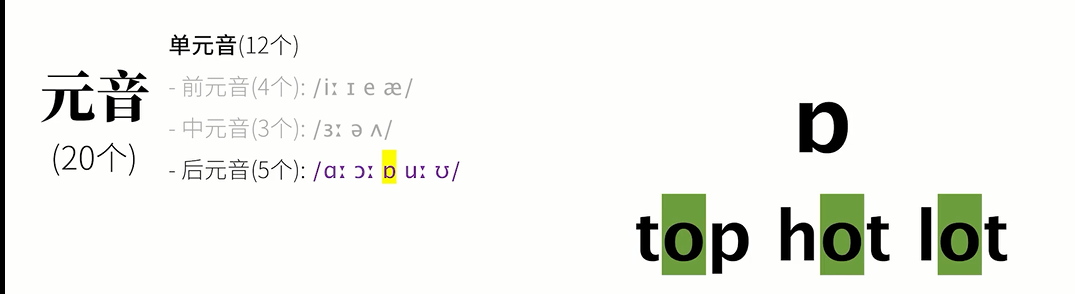 单元音(12个)
- 前元音(4个): /iː ɪ e æ/
元音
- 中元音(3个): /ɜː ə ʌ/
(20个)
- 后元音(5个): /ɑː ɔː ɒ uː ʊ/
ɒ
top hot lot